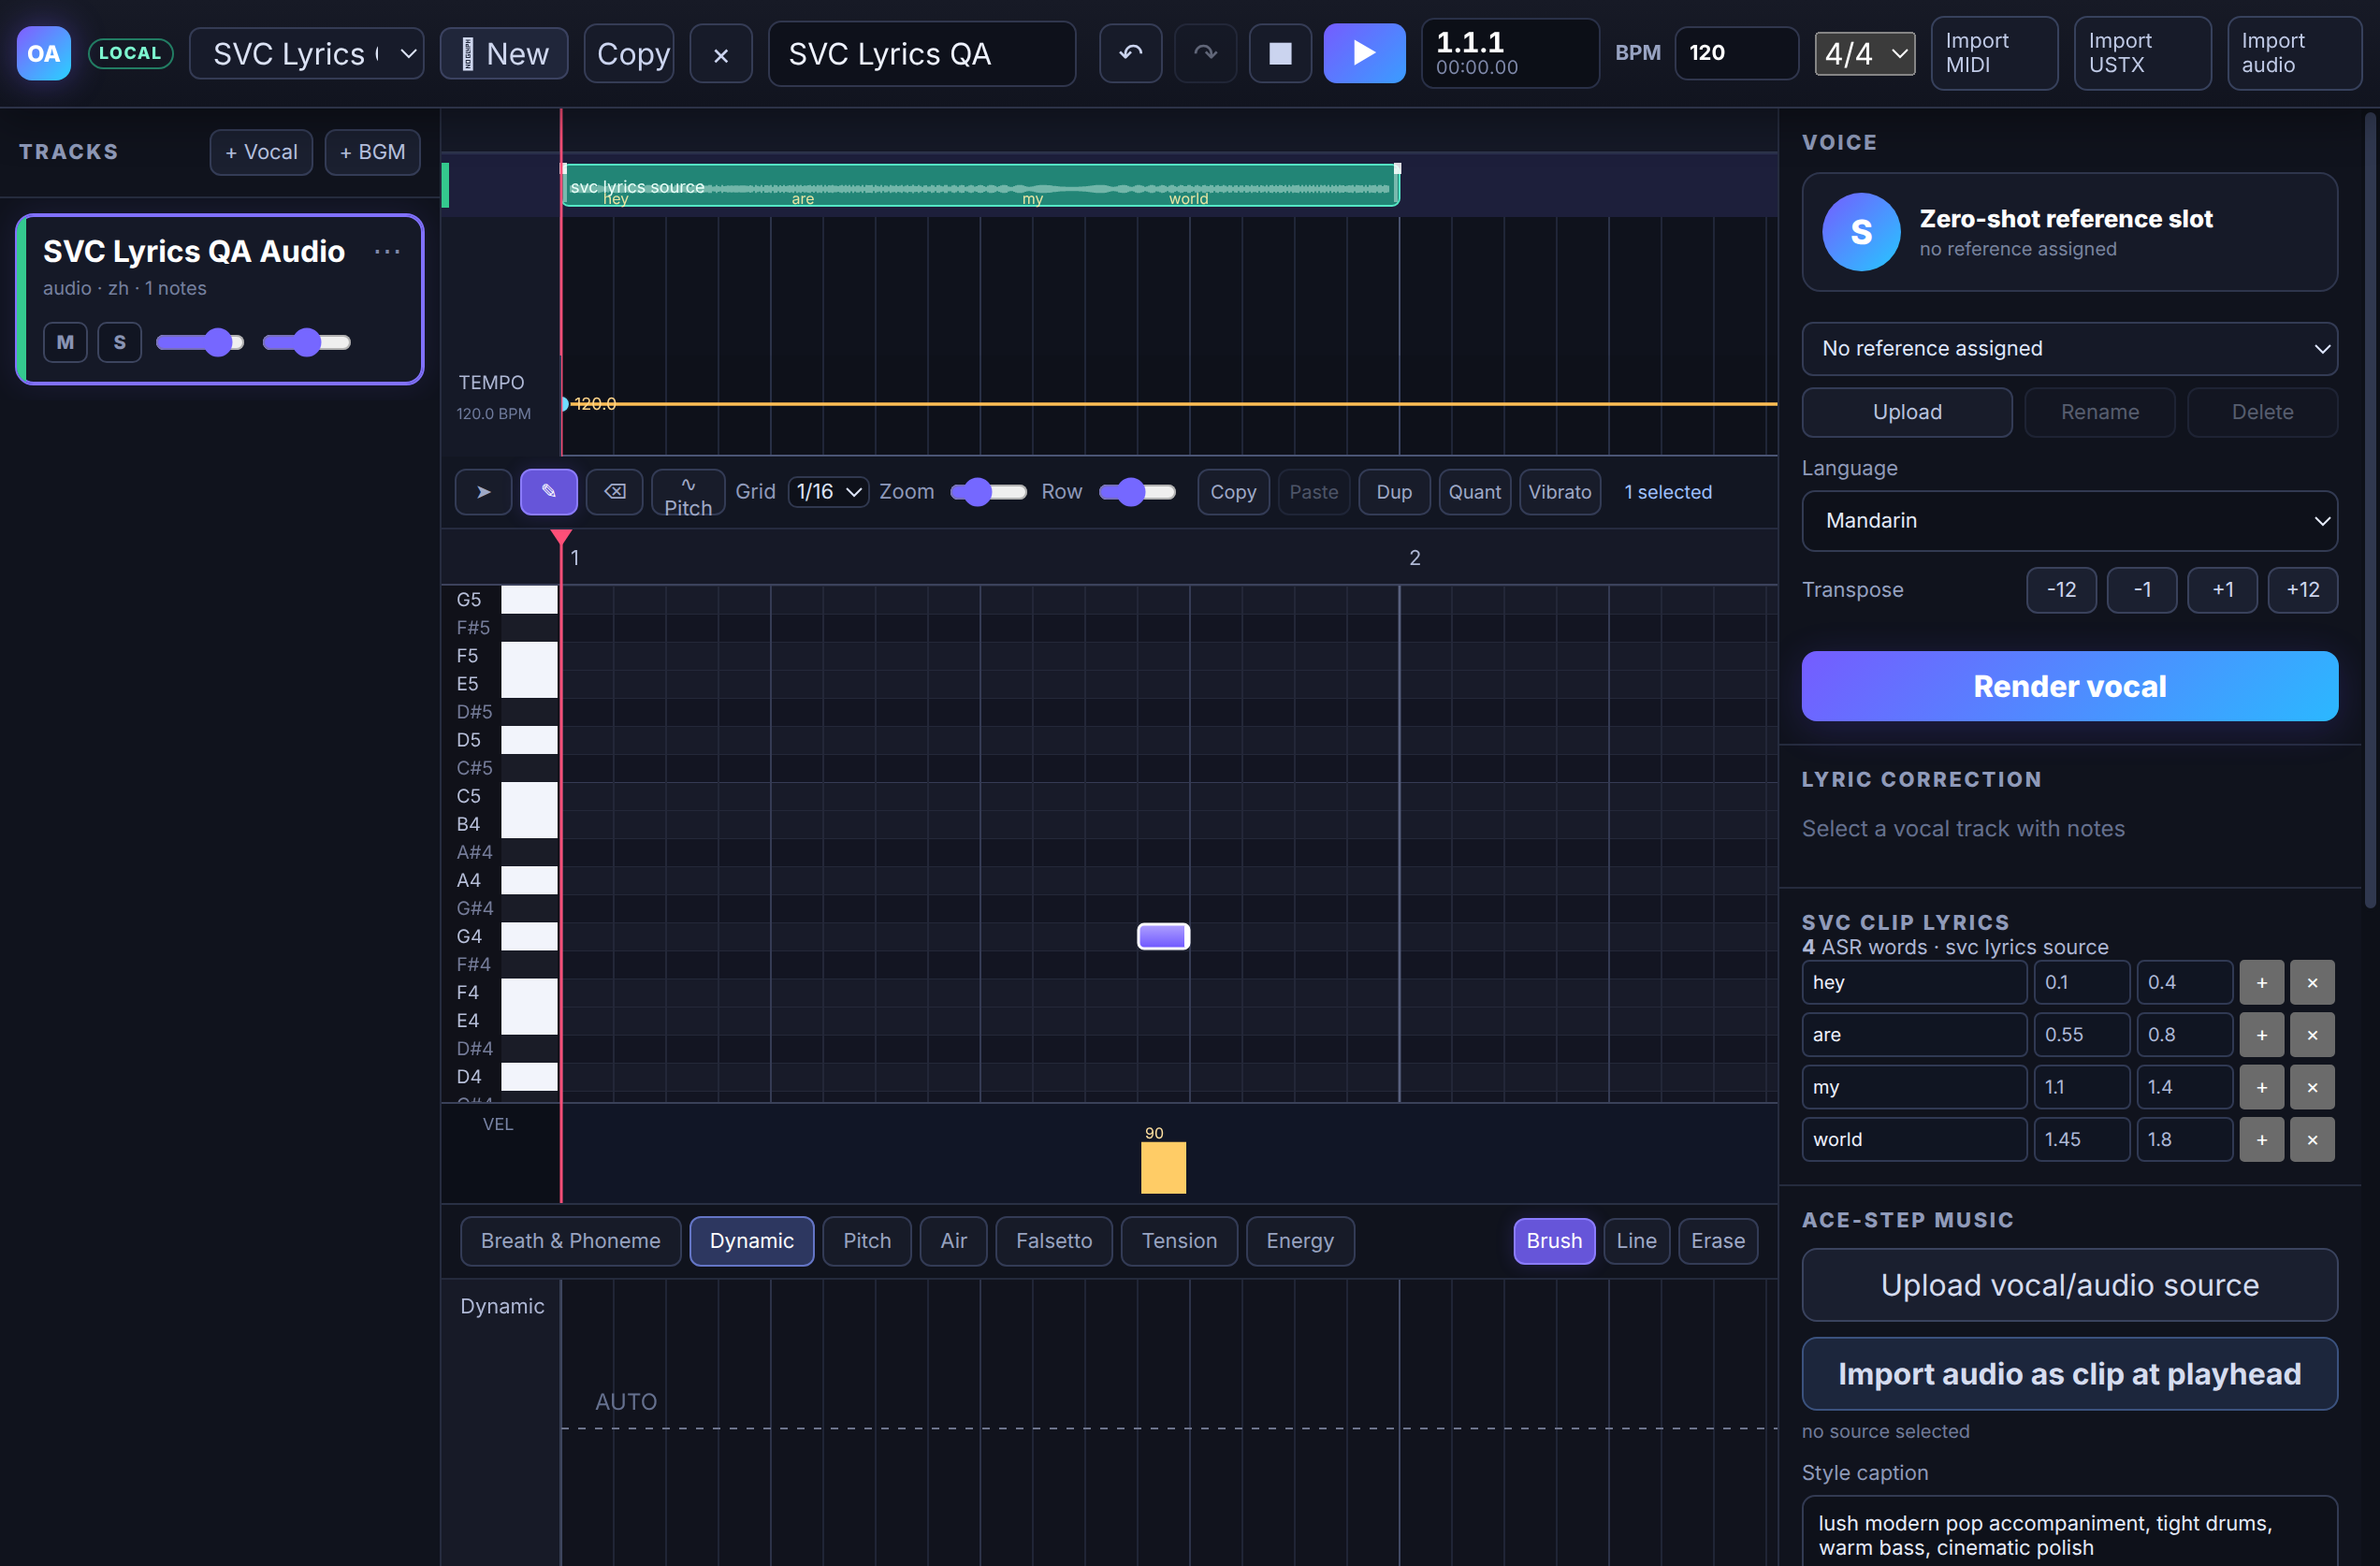 OA
LOCAL
SVC Lyrics
New
Copy
×
SVC Lyrics QA
1.1.1
00:00.00
BPM
120
4/4
Import MIDI
Import USTX
Import audio
TRACKS
+ Vocal
+ BGM
SVC Lyrics QA Audio
...
audio · zh · 1 notes
M
S
svc lyrics source
hey
are
my
world
TEMPO
120.0 BPM
120.0
Pitch
Grid
1/16
Zoom
Row
Copy
Paste
Dup
Quant
Vibrato
1 selected
1
2
G5
F#5
F5
E5
D#5
D5
C#5
C5
B4
A#4
A4
G#4
G4
F#4
F4
E4
D#4
D4
C#4
VEL
90
Breath & Phoneme
Dynamic
Pitch
Air
Falsetto
Tension
Energy
Brush
Line
Erase
Dynamic
AUTO
VOICE
S
Zero-shot reference slot
no reference assigned
No reference assigned
Upload
Rename
Delete
Language
Mandarin
Transpose
-12
-1
+1
+12
Render vocal
LYRIC CORRECTION
Select a vocal track with notes
SVC CLIP LYRICS
4 ASR words · svc lyrics source
hey 0.1 0.4 + ×
are 0.55 0.8 + ×
my 1.1 1.4 + ×
world 1.45 1.8 + ×
ACE-STEP MUSIC
Upload vocal/audio source
Import audio as clip at playhead
no source selected
Style caption
lush modern pop accompaniment, tight drums,
warm bass, cinematic polish